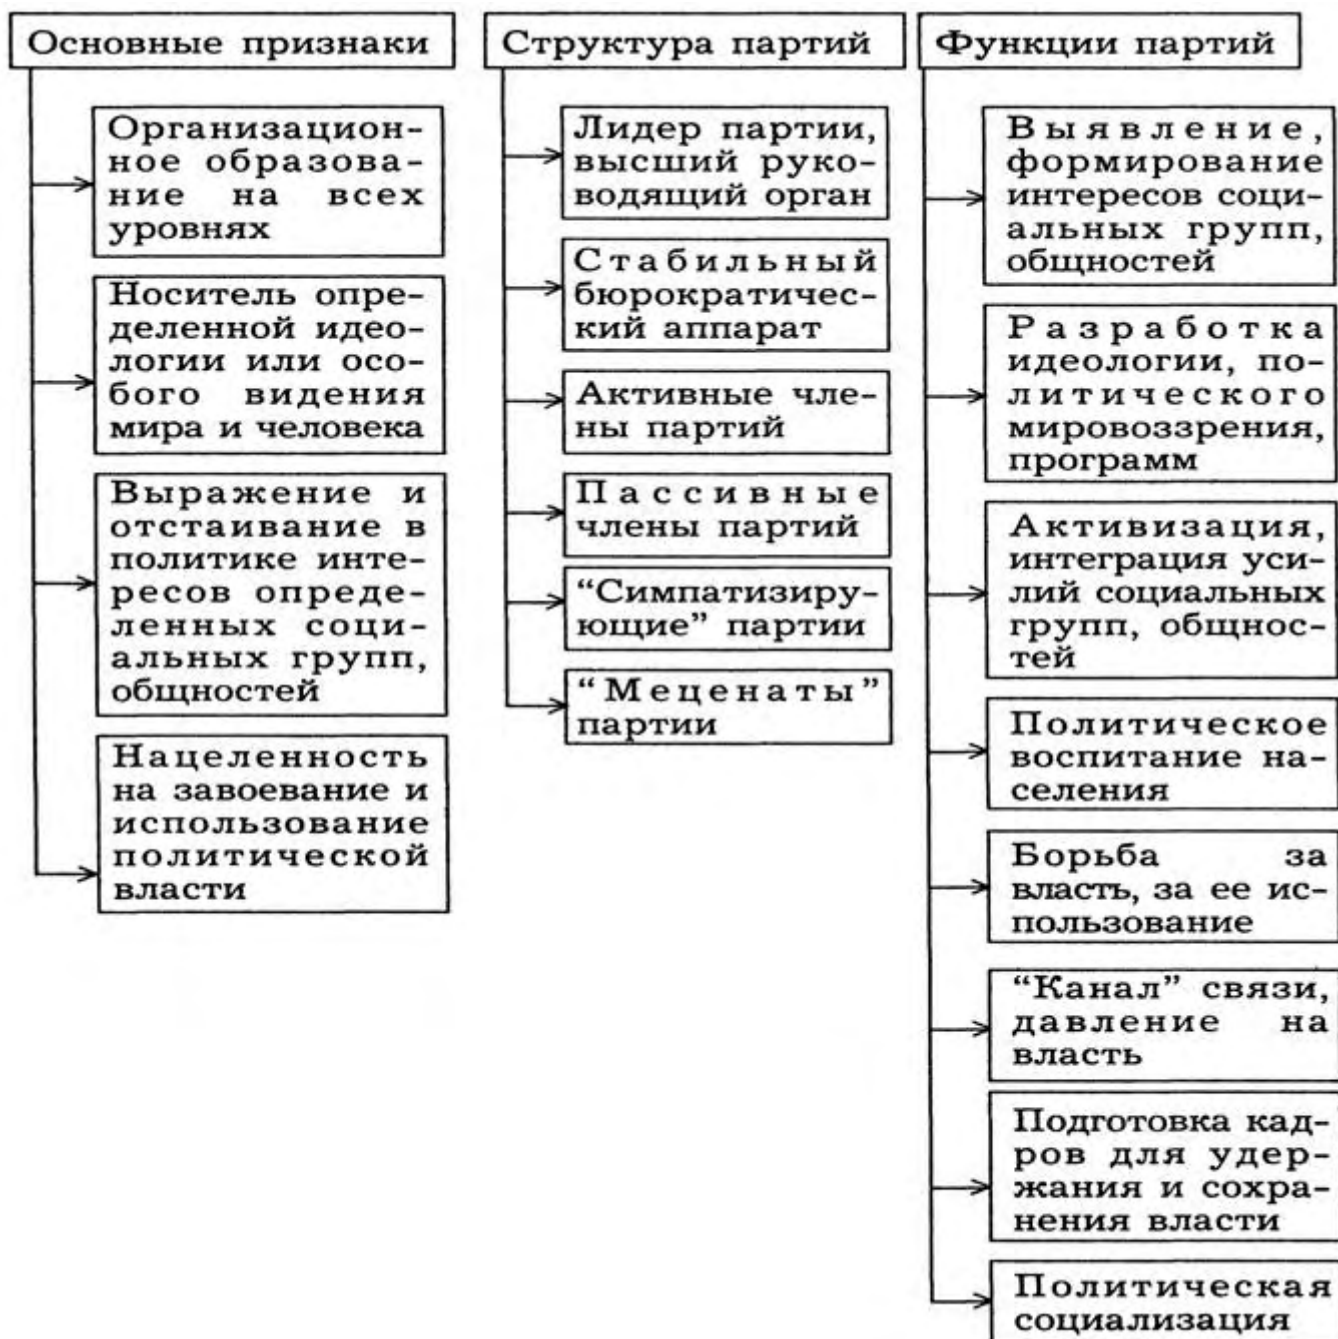 Основные признаки
Организацион-
ное образова-
ние на всех
уровнях
Носитель опре-
деленной идео-
логии или осо-
бого видения
мира и человека
Выражение и
отстаивание в
политике инте-
ресов опреде-
ленных соци-
альных групп,
общностей
Нацеленность
на завоевание и
использование
политической
власти
Структура партий
Лидер партии,
высший руко-
водящий орган
Стабильный
бюрократичес-
кий аппарат
Активные чле-
ны партий
Пассивные
члены партий
“Симпатизиру-
ющие” партии
“Меценаты”
партии
Функции партий
Выявление,
формирование
интересов соци-
альных групп,
общностей
Разработка
идеологии, по-
литического
мировоззрения,
программ
Активизация,
интеграция уси-
лий социальных
групп, общнос-
тей
Политическое
воспитание на-
селения
Борьба за
власть, за ее ис-
пользование
“Канал” связи,
давление на
власть
Подготовка кад-
ров для удер-
жания и сохра-
нения власти
Политическая
социализация